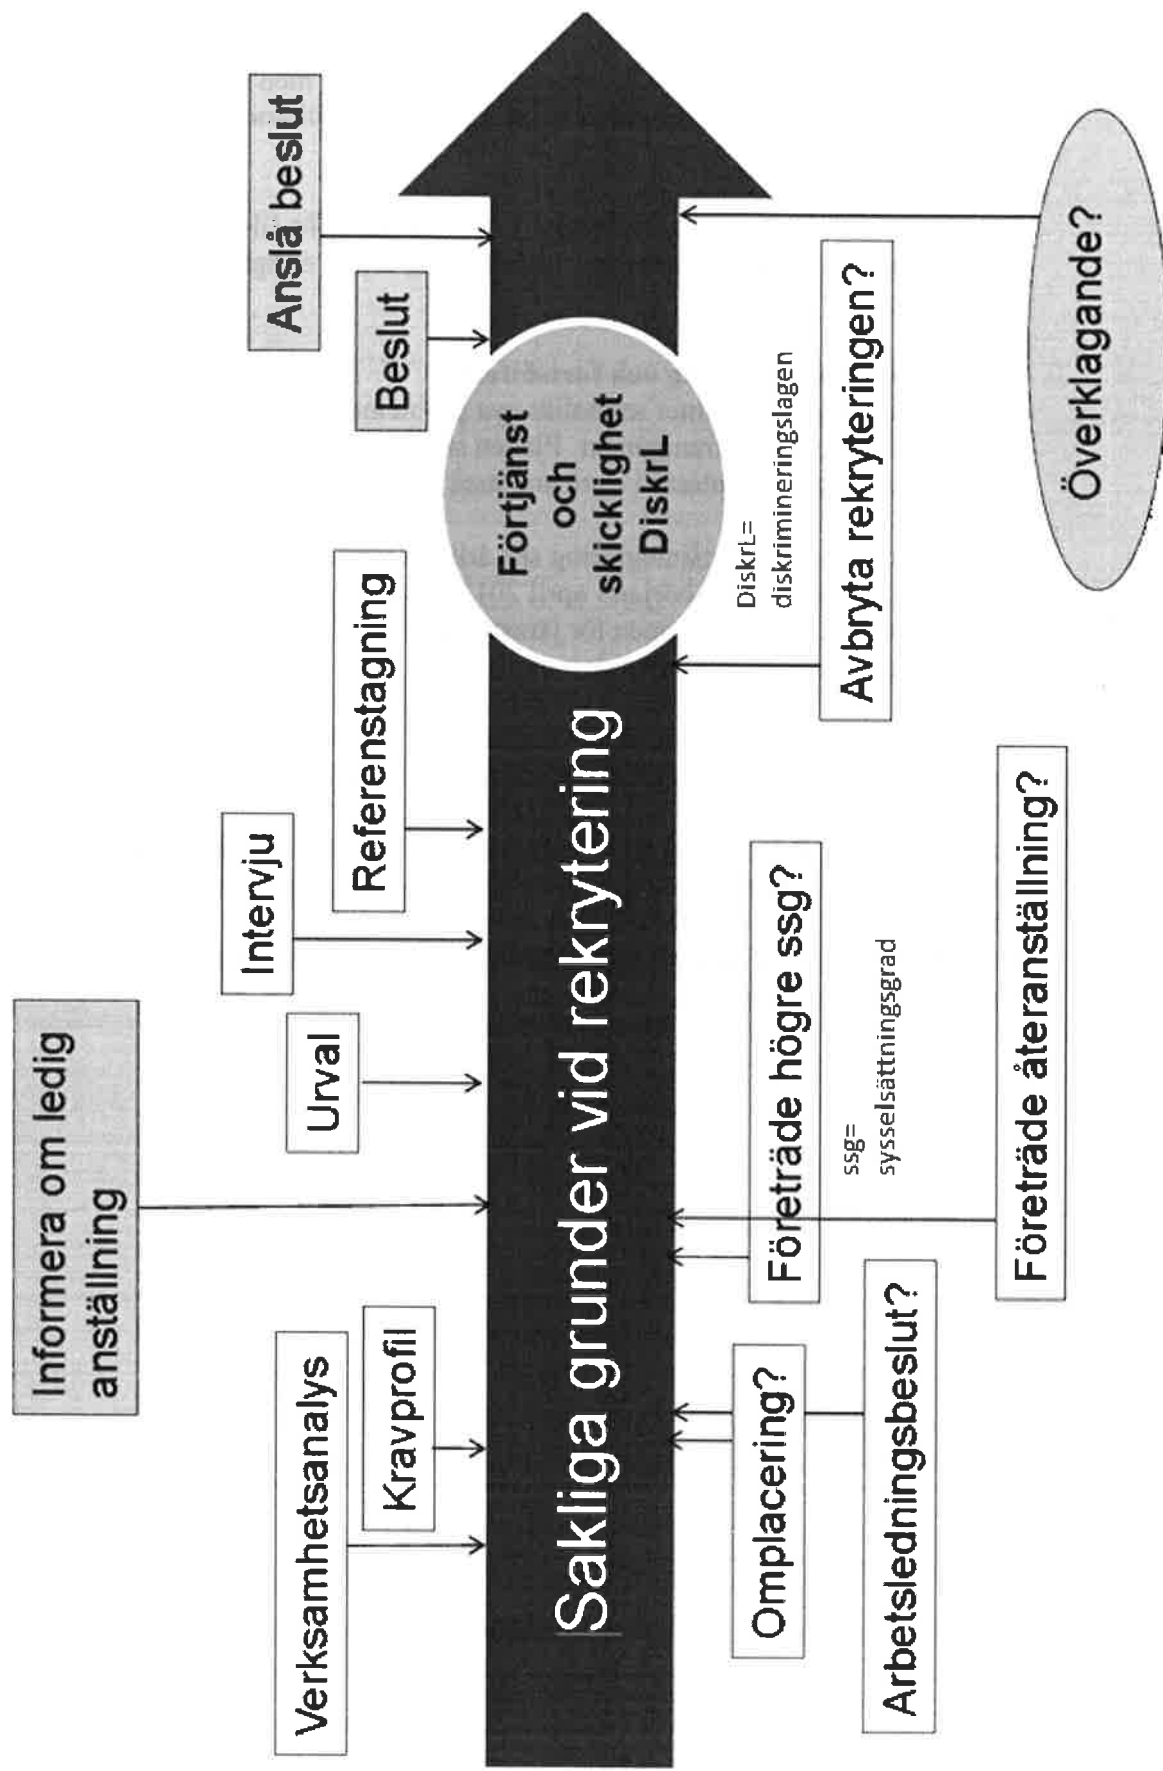 Informera om ledig
anställning
Anslå beslut
Intervju
Verksamhetsanalys
Urval
Referenstagning
Beslut
Kravprofil
Sakliga grunder vid rekrytering
Förtjänst
och
skicklighet
DiskrL
Omplacering?
Företräde högre ssg?
DiskrL=
diskrimineringslagen
ssg=
sysselsättningsgrad
Avbryta rekryteringen?
Arbetsledningsbeslut?
Företräde återanställning?
Överklagande?